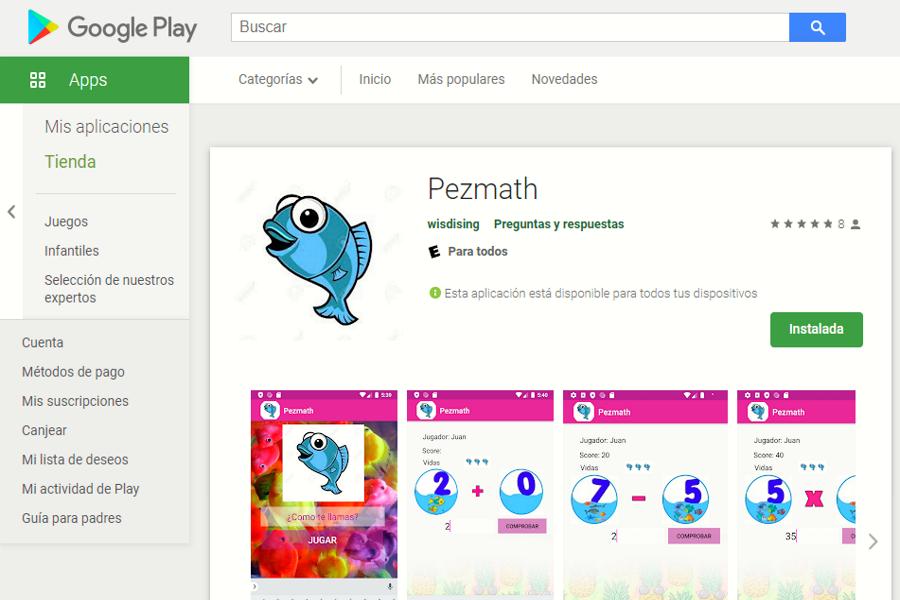 Google Play
Buscar
Apps
Categorías
Inicio
Más populares
Novedades
Mis aplicaciones
Tienda
Juegos
Infantiles
Selección de nuestros
expertos
Cuenta
Métodos de pago
Mis suscripciones
Canjear
Mi lista de deseos
Mi actividad de Play
Guía para padres
Pezmath
wisdising Preguntas y respuestas
8
E Para todos
Esta aplicación está disponible para todos tus dispositivos
Instalada
5:39
Pezmath
¿Como te llamas?
JUGAR
5:40
Pezmath
Jugador: Juan
Score:
Vidas
2 + 0
2
COMPROBAR
Pezmath
Jugador: Juan
Score: 20
Vidas
7 - 5
2
COMPROBAR
Pezmath
Jugador: Juan
Score: 40
Vidas
5 x
35